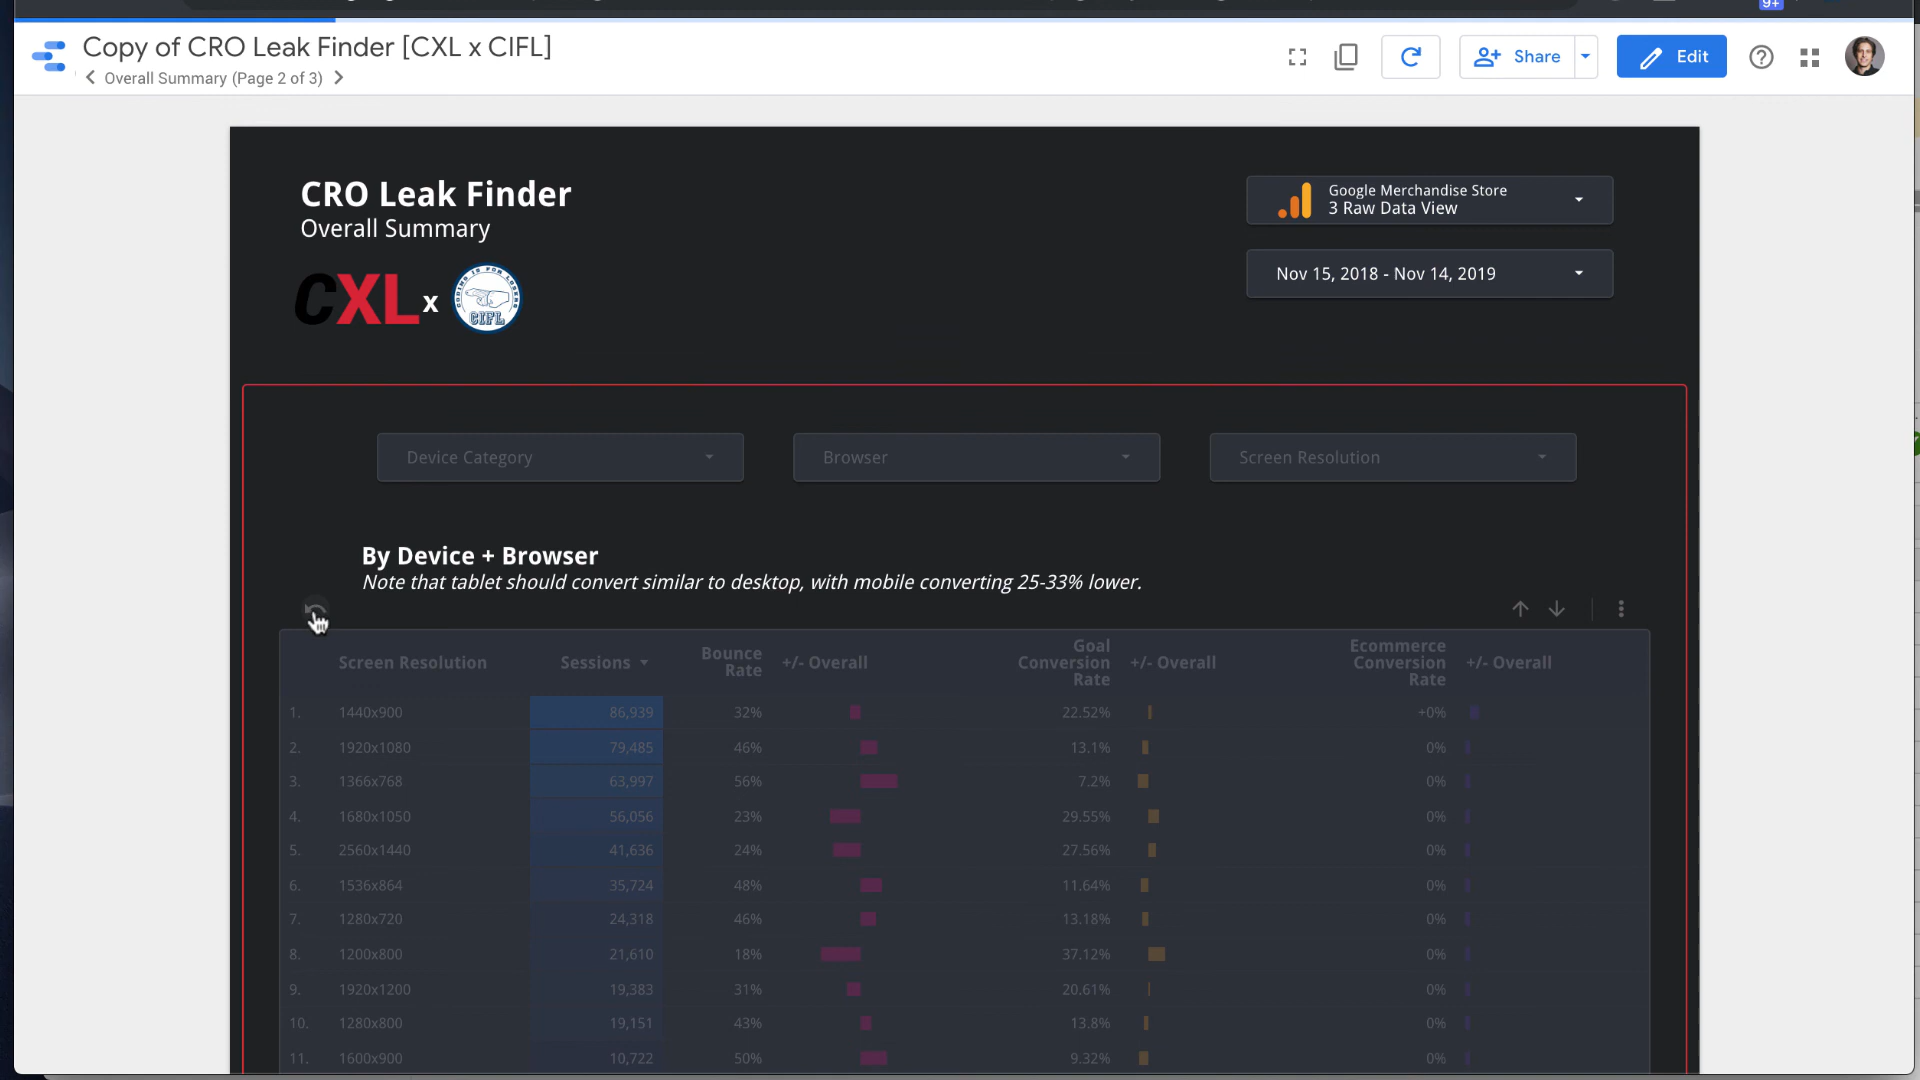 9+
Copy of CRO Leak Finder [CXL x CIFL]
Overall Summary (Page 2 of 3)
Share
Edit
CRO Leak Finder
Overall Summary
Google Merchandise Store
3 Raw Data View
Nov 15, 2018 - Nov 14, 2019
CXL x CODING IS FOR LOSERS CIFL
Device Category
Browser
Screen Resolution
By Device + Browser
Note that tablet should convert similar to desktop, with mobile converting 25-33% lower.
Screen Resolution Sessions Bounce Rate +/- Overall Goal Conversion Rate +/- Overall Ecommerce Conversion Rate +/- Overall
1. 1440x900 86,939 32% 22.52% +0%
2. 1920x1080 79,485 46% 13.1% 0%
3. 1366x768 63,997 56% 7.2% 0%
4. 1680x1050 56,056 23% 29.55% 0%
5. 2560x1440 41,636 24% 27.56% 0%
6. 1536x864 35,724 48% 11.64% 0%
7. 1280x720 24,318 46% 13.18% 0%
8. 1200x800 21,610 18% 37.12% 0%
9. 1920x1200 19,383 31% 20.61% 0%
10. 1280x800 19,151 43% 13.8% 0%
11. 1600x900 10,722 50% 9.32% 0%